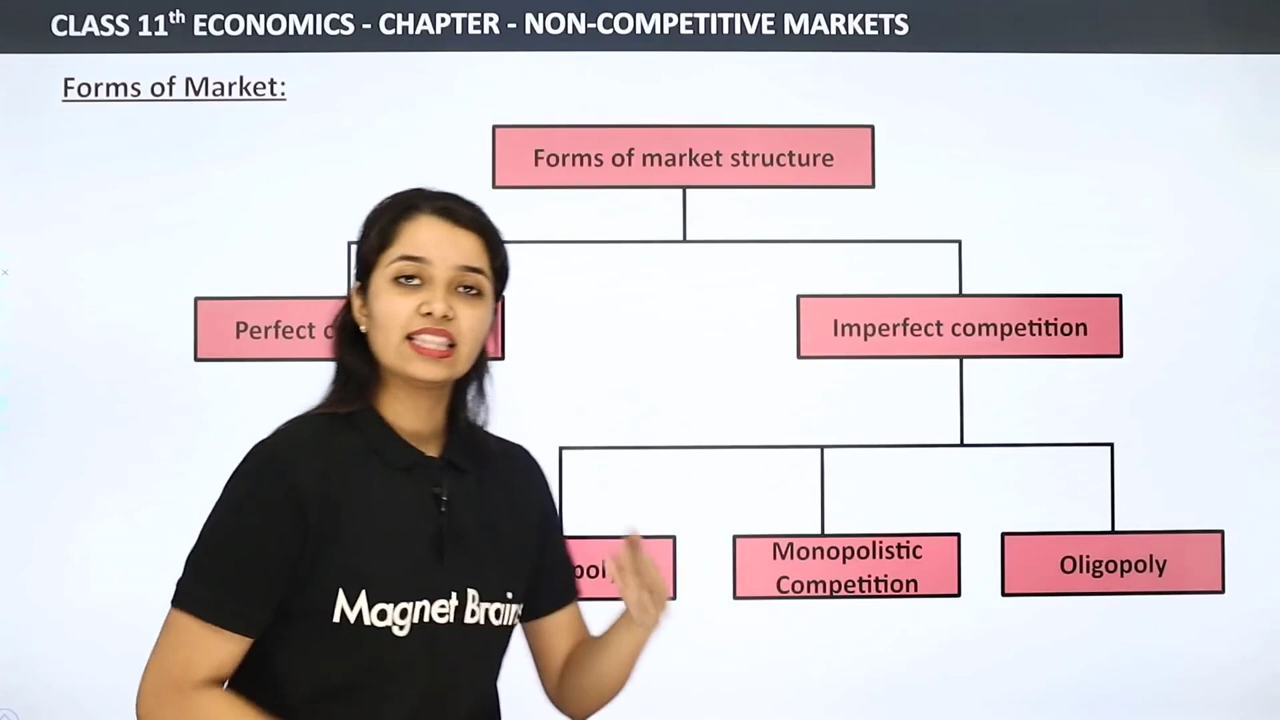 CLASS 11th ECONOMICS - CHAPTER - NON-COMPETITIVE MARKETS
Forms of Market:
Forms of market structure
Perfect
Imperfect competition
Monopolistic
Competition
Oligopoly
Magnet Brains